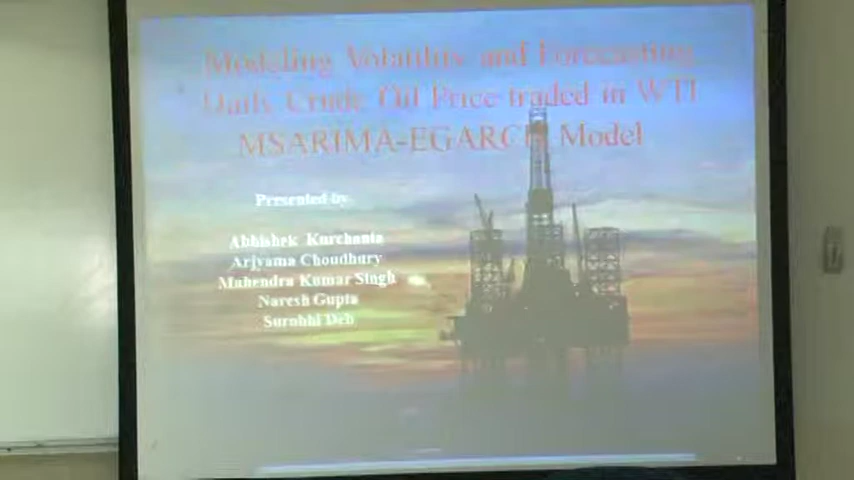 Modeling Volatility and Forecasting
Daily Crude Oil Price traded in WTI
MSARIMA-EGARCH Model
Presented by
Abhishek Kurchania
Arjyama Choudhury
Mahendra Kumar Singh
Naresh Gupta
Surobhi Deb